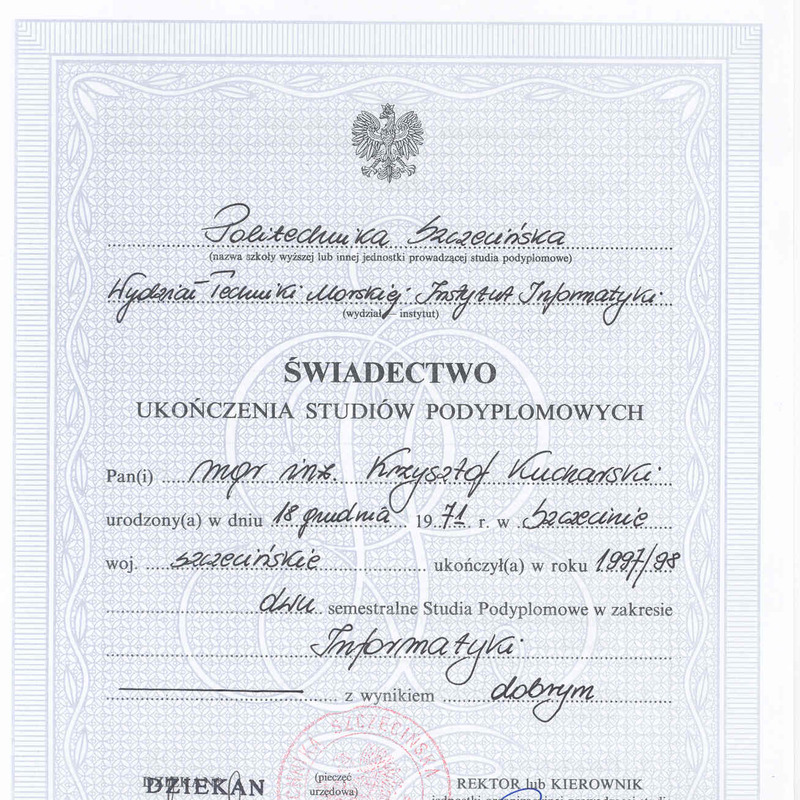 Politechnika Szczecińska
(nazwa szkoły wyższej lub innej jednostki prowadzącej studia podyplomowe)
Wydział Techniki Morskiej Instytut Informatyki
(wydział – instytut)
ŚWIADECTWO
UKOŃCZENIA STUDIÓW PODYPLOMOWYCH
Pan(i) mgr inż. Krzysztof Kucharski
urodzony(a) w dniu 18 grudnia 1971 r. w Szczecinie
woj. szczecińskie ukończył(a) w roku 1997/98
dwu semestralne Studia Podyplomowe w zakresie
Informatyki
z wynikiem dobrym
SZCZECIŃSKA
DZIEKAN (pieczęć REKTOR lub KIEROWNIK
urzędowa)